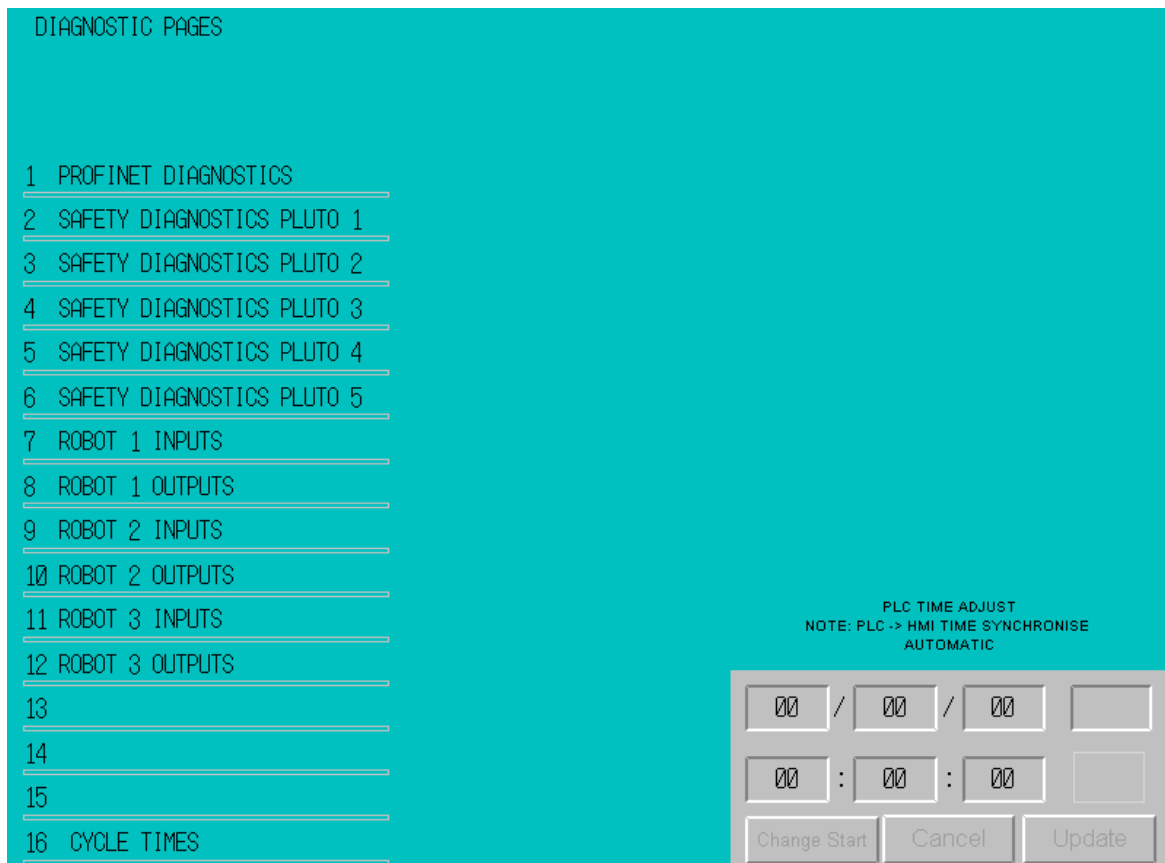 DIAGNOSTIC PAGES
1 PROFINET DIAGNOSTICS
2 SAFETY DIAGNOSTICS PLUTO 1
3 SAFETY DIAGNOSTICS PLUTO 2
4 SAFETY DIAGNOSTICS PLUTO 3
5 SAFETY DIAGNOSTICS PLUTO 4
6 SAFETY DIAGNOSTICS PLUTO 5
7 ROBOT 1 INPUTS
8 ROBOT 1 OUTPUTS
9 ROBOT 2 INPUTS
10 ROBOT 2 OUTPUTS
11 ROBOT 3 INPUTS
12 ROBOT 3 OUTPUTS
13
14
15
16 CYCLE TIMES
PLC TIME ADJUST
NOTE: PLC -> HMI TIME SYNCHRONISE
AUTOMATIC
00 / 00 / 00
00 : 00 : 00
Change Start Cancel Update